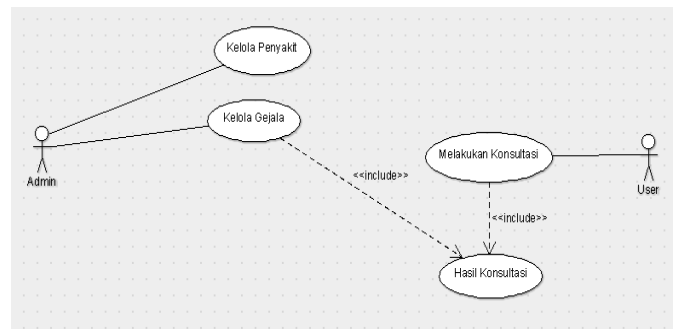 Kelola Penyakit
Kelola Gejala
Admin
<<include>>
Melakukan Konsultasi
User
<<include>>
Hasil Konsultasi